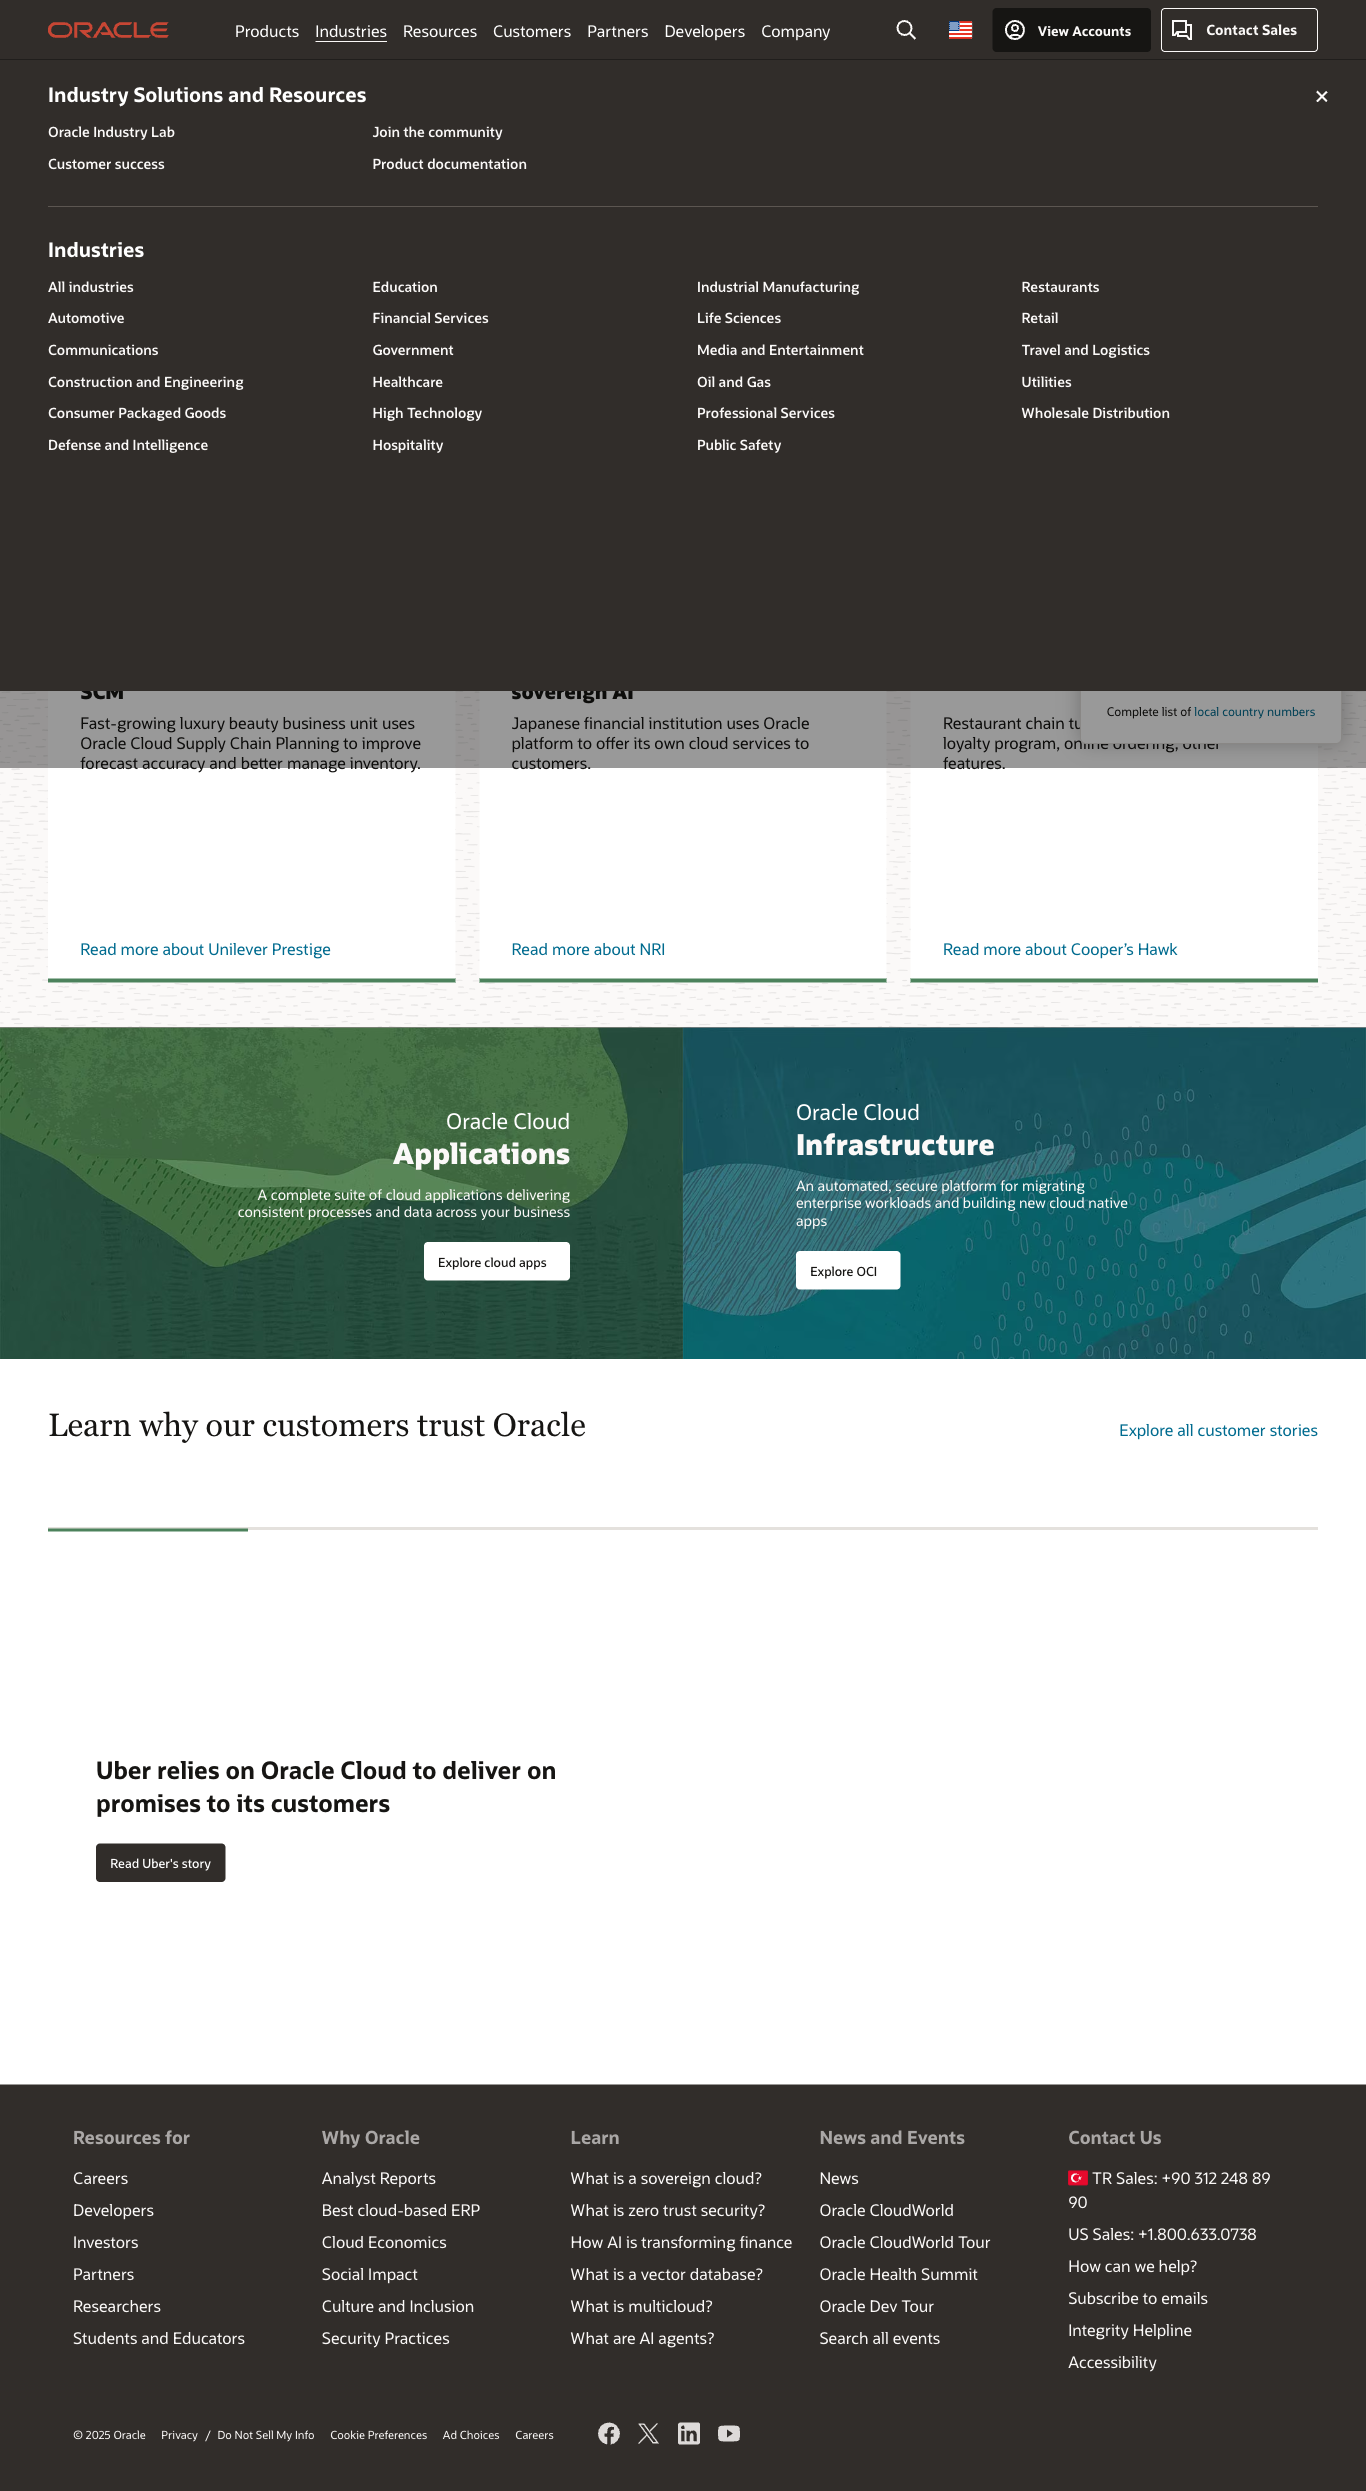 ORACLE
Products Industries Resources Customers Partners Developers Company
View Accounts
Contact Sales
Industry Solutions and Resources
Oracle Industry Lab
Join the community
Customer success
Product documentation
Industries
All industries
Automotive
Communications
Construction and Engineering
Consumer Packaged Goods
Defense and Intelligence
Education
Financial Services
Government
Healthcare
High Technology
Hospitality
Industrial Manufacturing
Life Sciences
Media and Entertainment
Oil and Gas
Professional Services
Public Safety
Restaurants
Retail
Travel and Logistics
Utilities
Wholesale Distribution
SCM
Fast-growing luxury beauty business unit uses
Oracle Cloud Supply Chain Planning to improve
forecast accuracy and better manage inventory.
Read more about Unilever Prestige
sovereign AI
Japanese financial institution uses Oracle
platform to offer its own cloud services to
customers.
Read more about NRI
Complete list of local country numbers
Restaurant chain
loyalty program, online ordering, other
features.
Read more about Cooper's Hawk
Oracle Cloud
Applications
A complete suite of cloud applications delivering
consistent processes and data across your business
Explore cloud apps
Oracle Cloud
Infrastructure
An automated, secure platform for migrating
enterprise workloads and building new cloud native
apps
Explore OCI
Learn why our customers trust Oracle
Explore all customer stories
Uber relies on Oracle Cloud to deliver on
promises to its customers
Read Uber's story
Resources for
Careers
Developers
Investors
Partners
Researchers
Students and Educators
Why Oracle
Analyst Reports
Best cloud-based ERP
Cloud Economics
Social Impact
Culture and Inclusion
Security Practices
Learn
What is a sovereign cloud?
What is zero trust security?
How AI is transforming finance
What is a vector database?
What is multicloud?
What are AI agents?
News and Events
News
Oracle CloudWorld
Oracle CloudWorld Tour
Oracle Health Summit
Oracle Dev Tour
Search all events
Contact Us
TR Sales: +90 312 248 89
90
US Sales: +1.800.633.0738
How can we help?
Subscribe to emails
Integrity Helpline
Accessibility
© 2025 Oracle Privacy / Do Not Sell My Info Cookie Preferences Ad Choices Careers